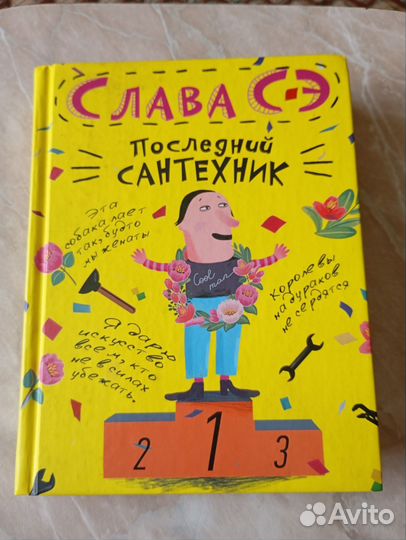 СЛАВА СЭ
ПОСЛЕДНИЙ
САНТЕХНИК
Эта
собака лает
так, будто
мы женаты
Cool
man
королевы
на дураков
не сердятся
Я дарю
искусство
всем, кто
не в силах
убежать.
2 1 3
Avito